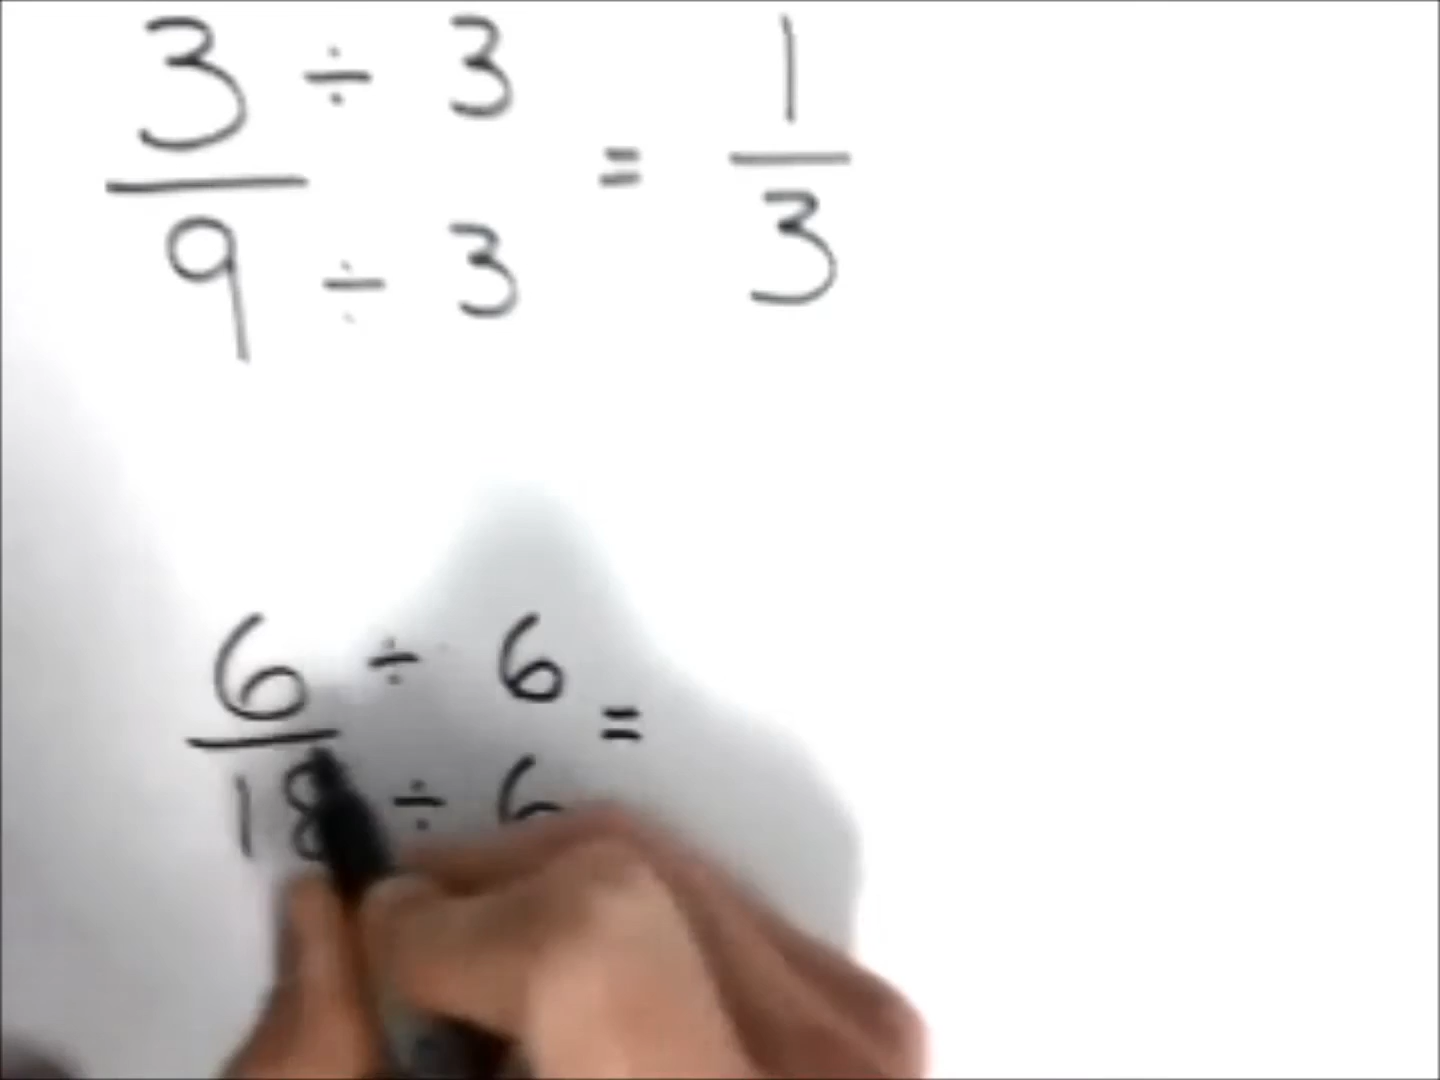 3 ÷ 3 = 1
9 ÷ 3 3
6 ÷ 6 =
18 ÷ 6